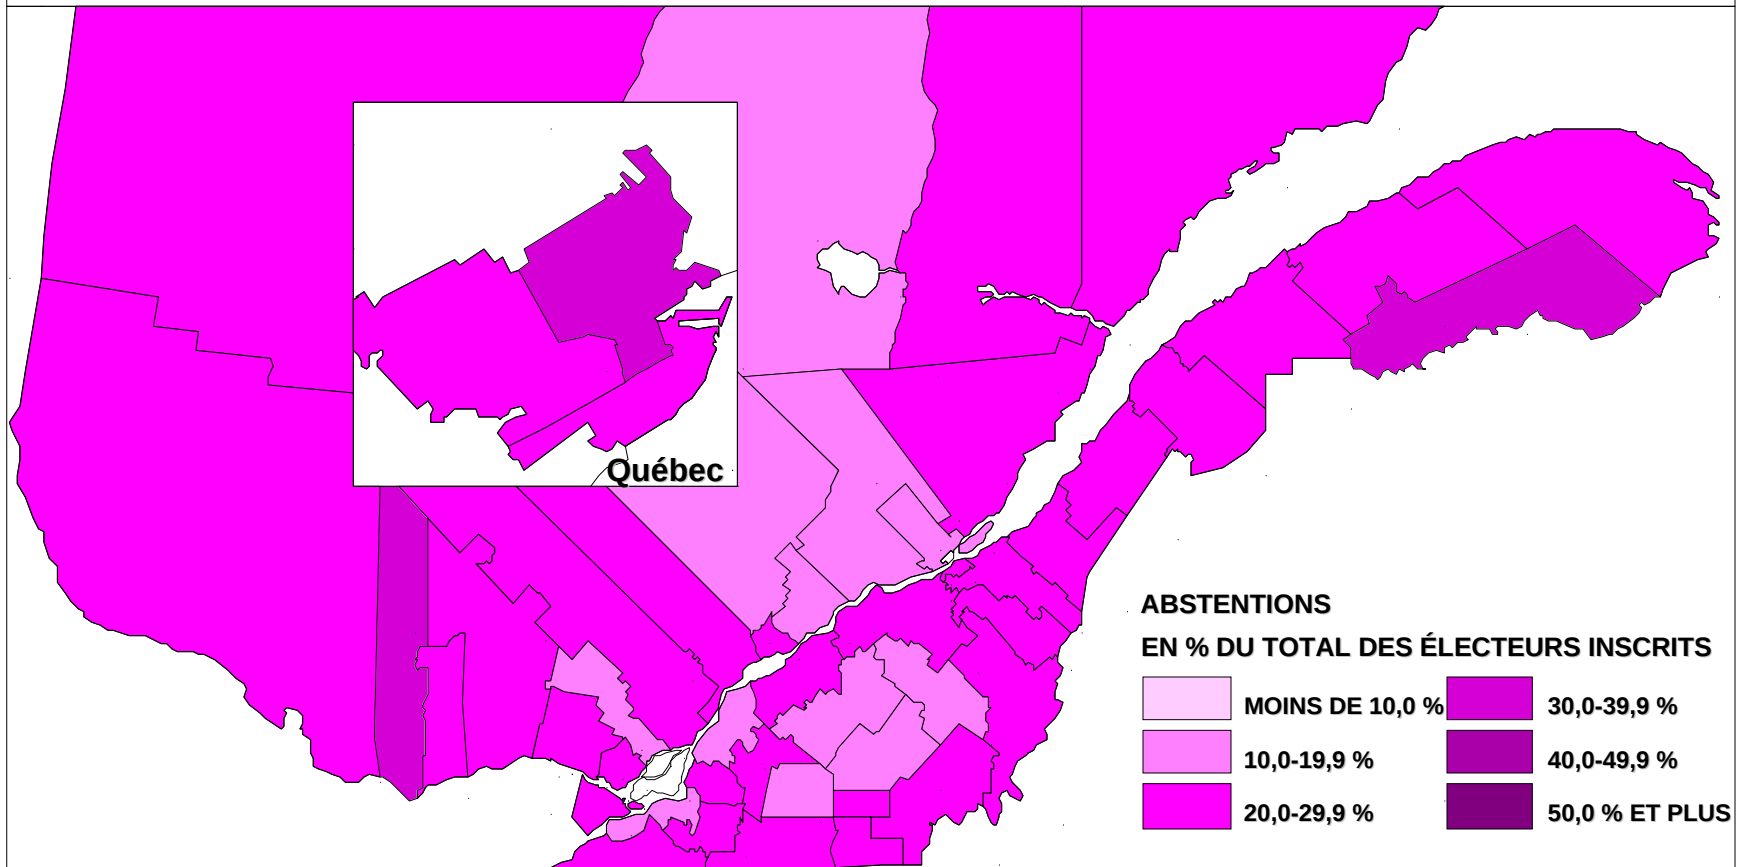 Québec
ABSTENTIONS
EN % DU TOTAL DES ÉLECTEURS INSCRITS
MOINS DE 10,0 %
10,0-19,9 %
20,0-29,9 %
30,0-39,9 %
40,0-49,9 %
50,0 % ET PLUS